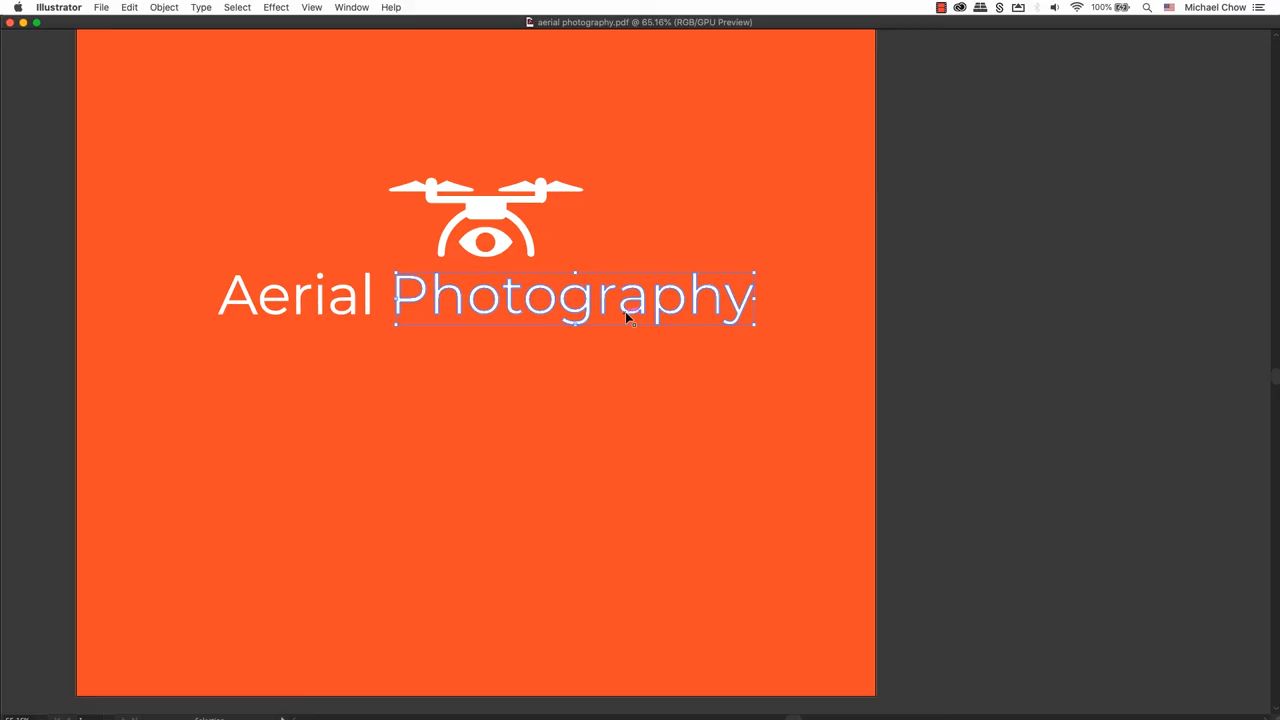 Illustrator File Edit Object Type Select Effect View Window Help 100% Michael Chow
aerial photography.pdf @ 65.16% (RGB/GPU Preview)
Aerial Photography